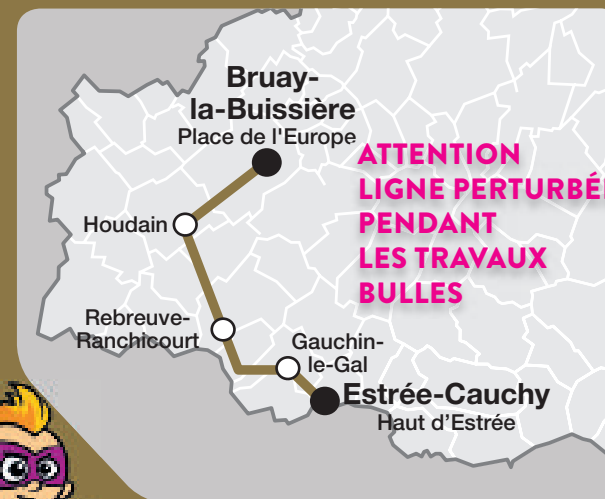 Bruay-
la-Buissière
Place de l'Europe
ATTENTION
LIGNE PERTURBÉE
PENDANT
LES TRAVAUX
BULLES
Houdain
Rebreuve-
Ranchicourt
Gauchin-
le-Gal
Estrée-Cauchy
Haut d’Estrée